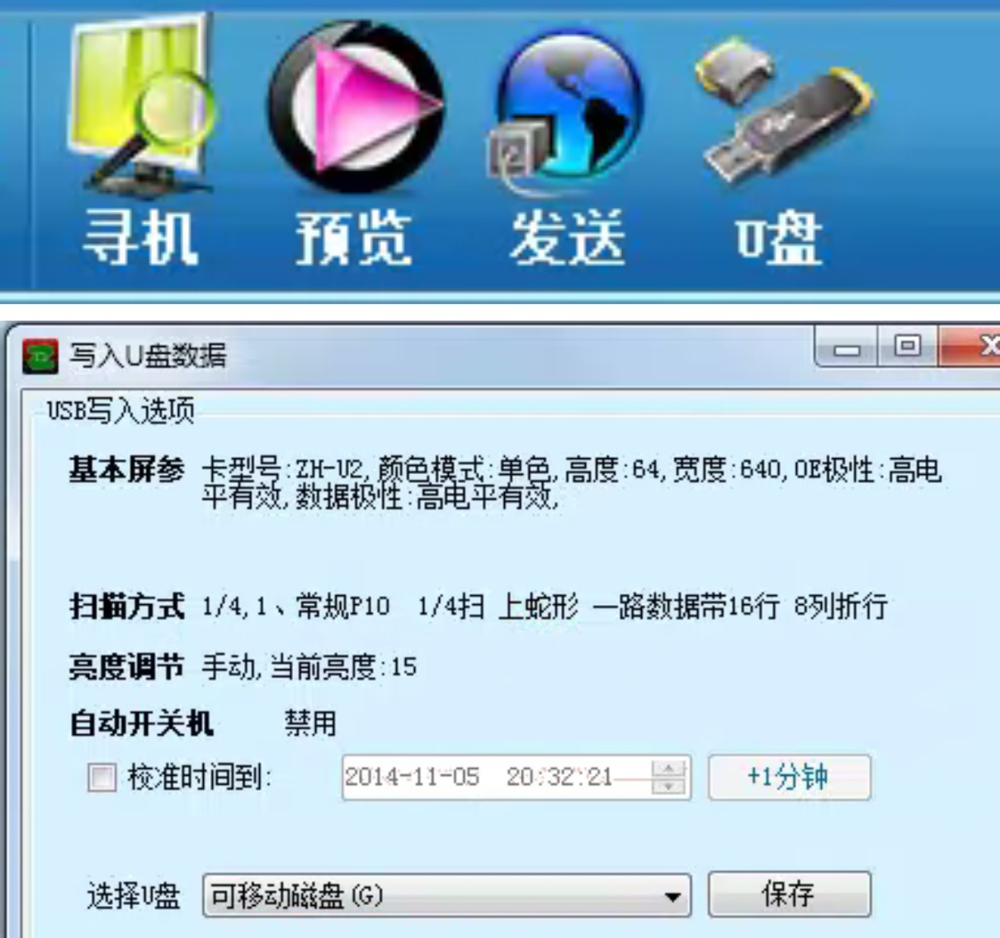 寻机 预览 发送 U盘
写入U盘数据
USB写入选项
基本屏参 卡型号:ZH-U2,颜色模式:单色,高度:64,宽度:640,OE极性:高电
平有效,数据极性:高电平有效,
扫描方式 1/4,1、常规P10 1/4扫 上蛇形 一路数据带16行 8列折行
亮度调节 手动,当前亮度:15
自动开关机 禁用
校准时间到: 2014-11-05 20:32:21 +1分钟
选择U盘 可移动磁盘(G) 保存